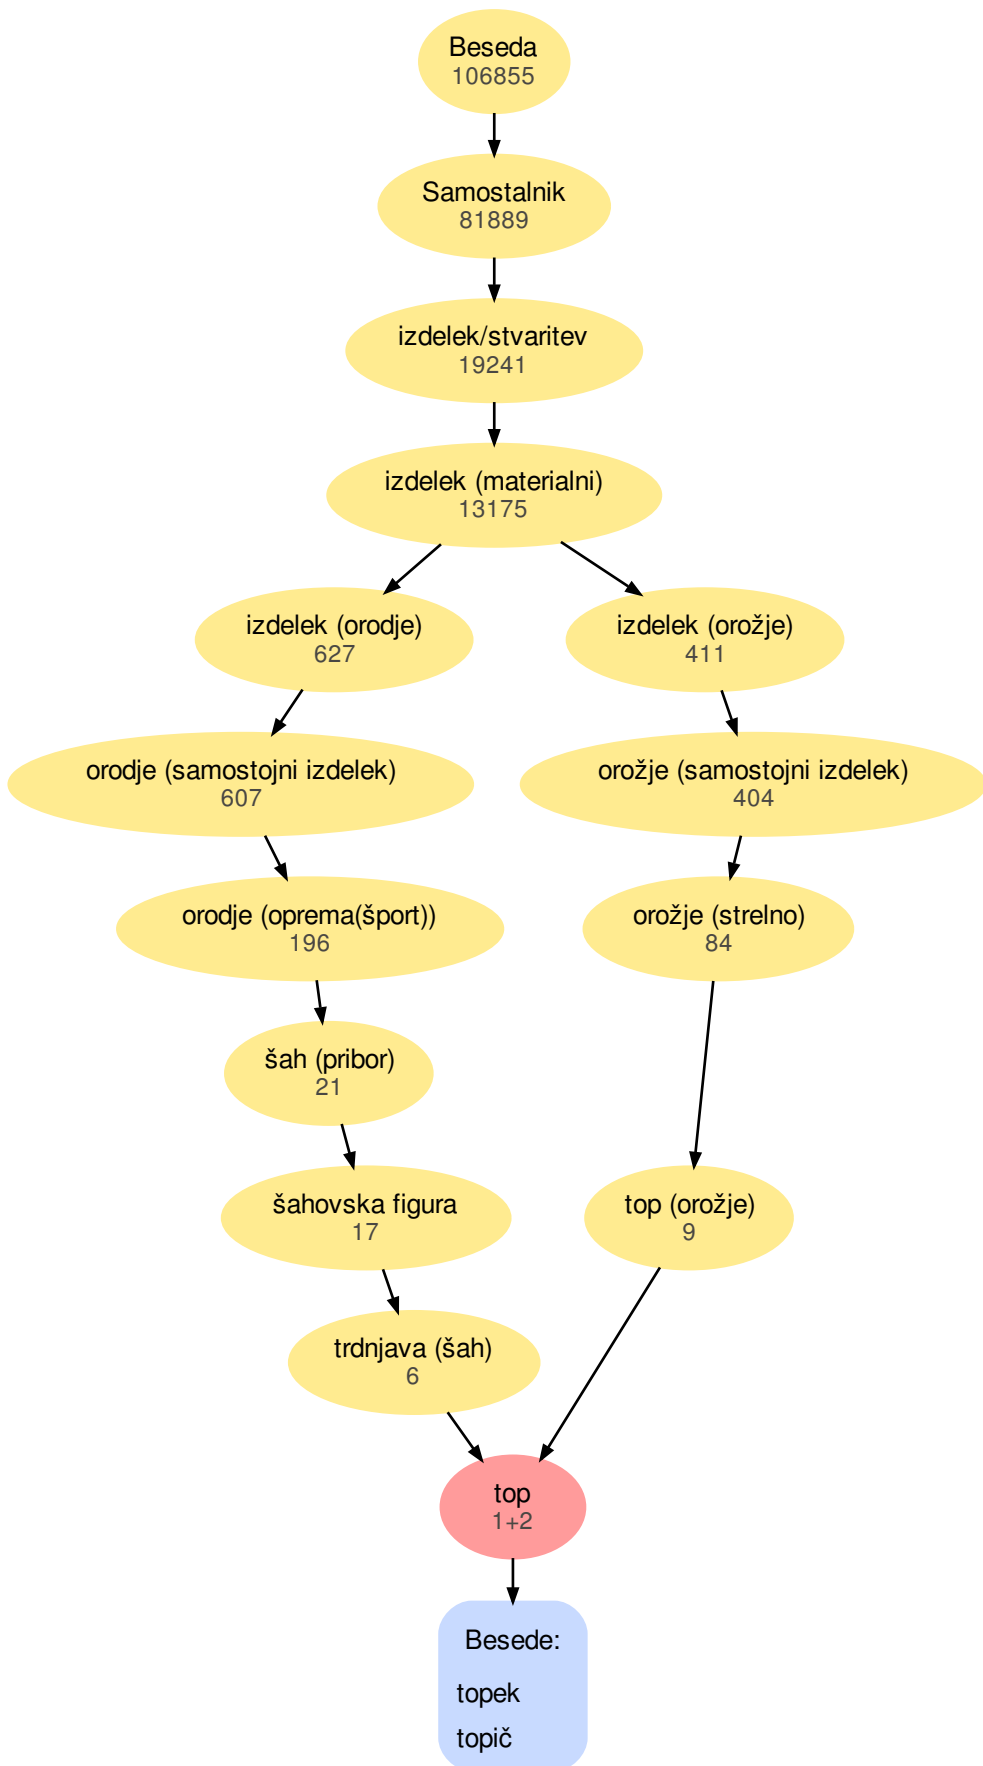 Beseda
106855
Samostalnik
81889
izdelek/stvaritev
19241
izdelek (materialni)
13175
izdelek (orodje)
627
izdelek (orožje)
411
orodje (samostojni izdelek)
607
orožje (samostojni izdelek)
404
orodje (oprema(šport))
196
orožje (strelno)
84
šah (pribor)
21
šahovska figura
17
top (orožje)
9
trdnjava (šah)
6
top
1+2
Besede:
topek
topič